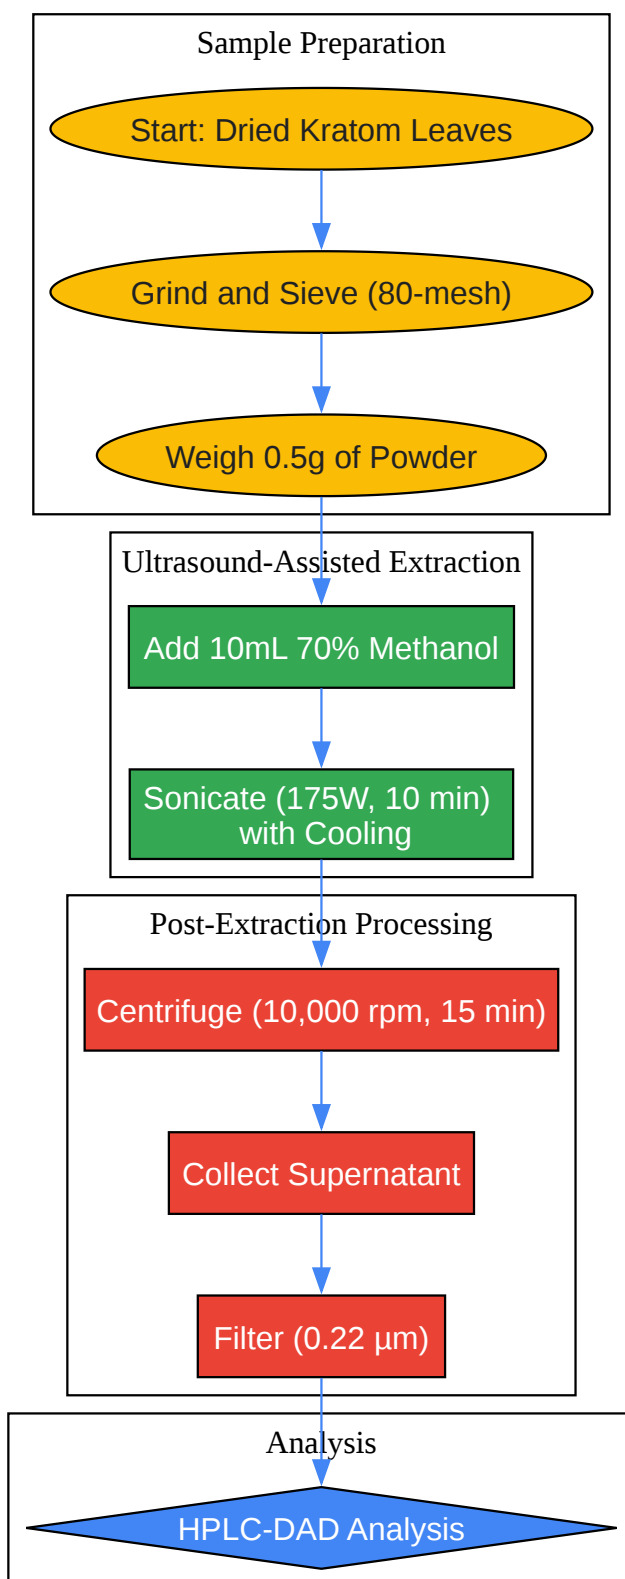 Sample Preparation
Start: Dried Kratom Leaves
Grind and Sieve (80-mesh)
Weigh 0.5g of Powder
Ultrasound-Assisted Extraction
Add 10mL 70% Methanol
Sonicate (175W, 10 min)
with Cooling
Post-Extraction Processing
Centrifuge (10,000 rpm, 15 min)
Collect Supernatant
Filter (0.22 µm)
Analysis
HPLC-DAD Analysis